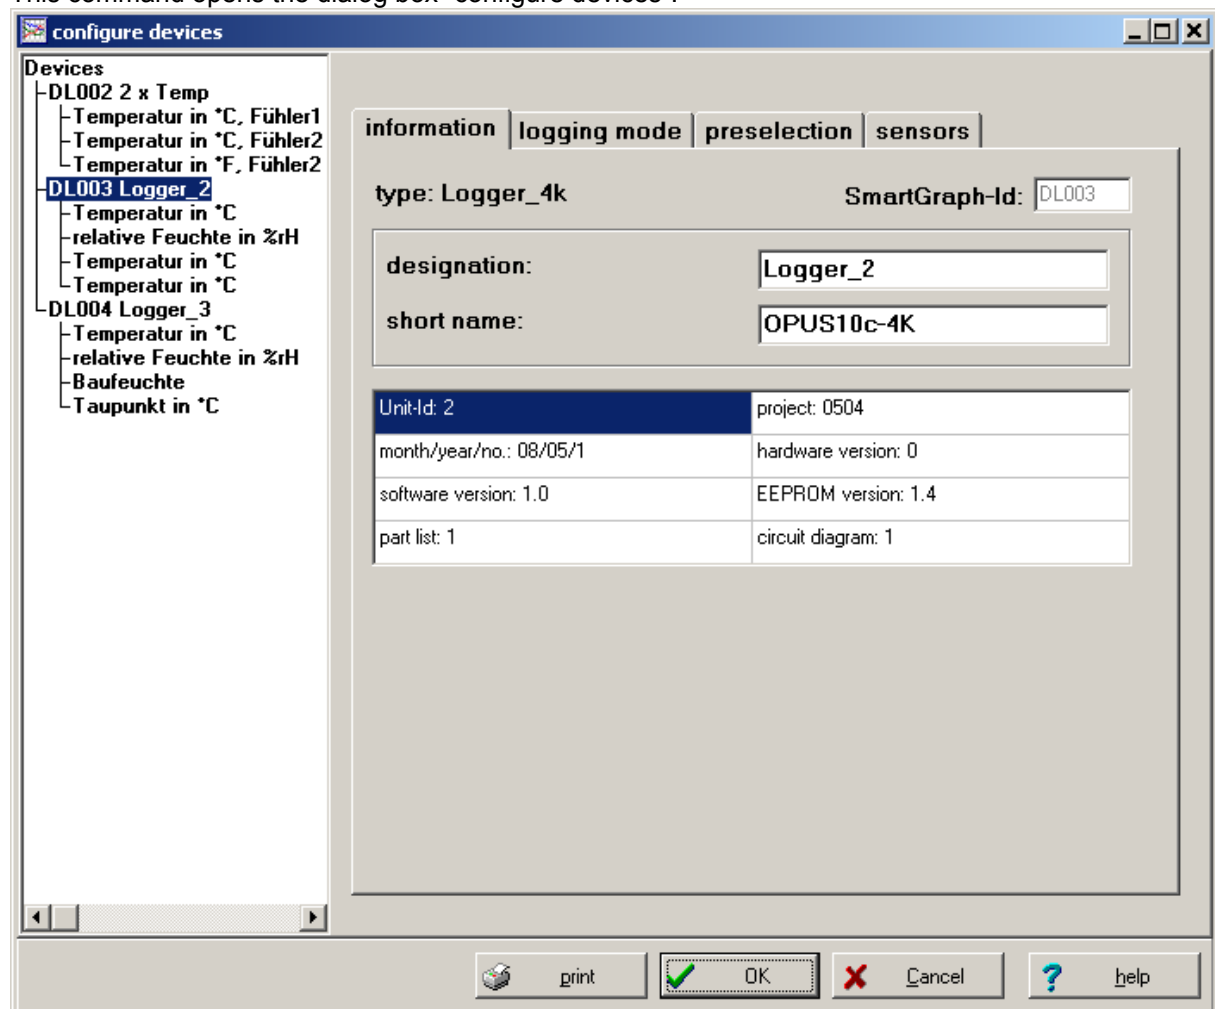 This command opens the dialog box "configure devices".
configure devices
Devices
DL002 2 x Temp
Temperatur in °C, Fühler1
Temperatur in °C, Fühler2
Temperatur in °F, Fühler2
DL003 Logger_2
Temperatur in °C
relative Feuchte in %rH
Temperatur in °C
Temperatur in °C
DL004 Logger_3
Temperatur in °C
relative Feuchte in %rH
Baufeuchte
Taupunkt in °C
information logging mode preselection sensors
type: Logger_4k SmartGraph-Id: DL003
designation: Logger_2
short name: OPUS10c-4K
Unit-Id: 2 project: 0504
month/year/no.: 08/05/1 hardware version: 0
software version: 1.0 EEPROM version: 1.4
part list: 1 circuit diagram: 1
print OK Cancel help